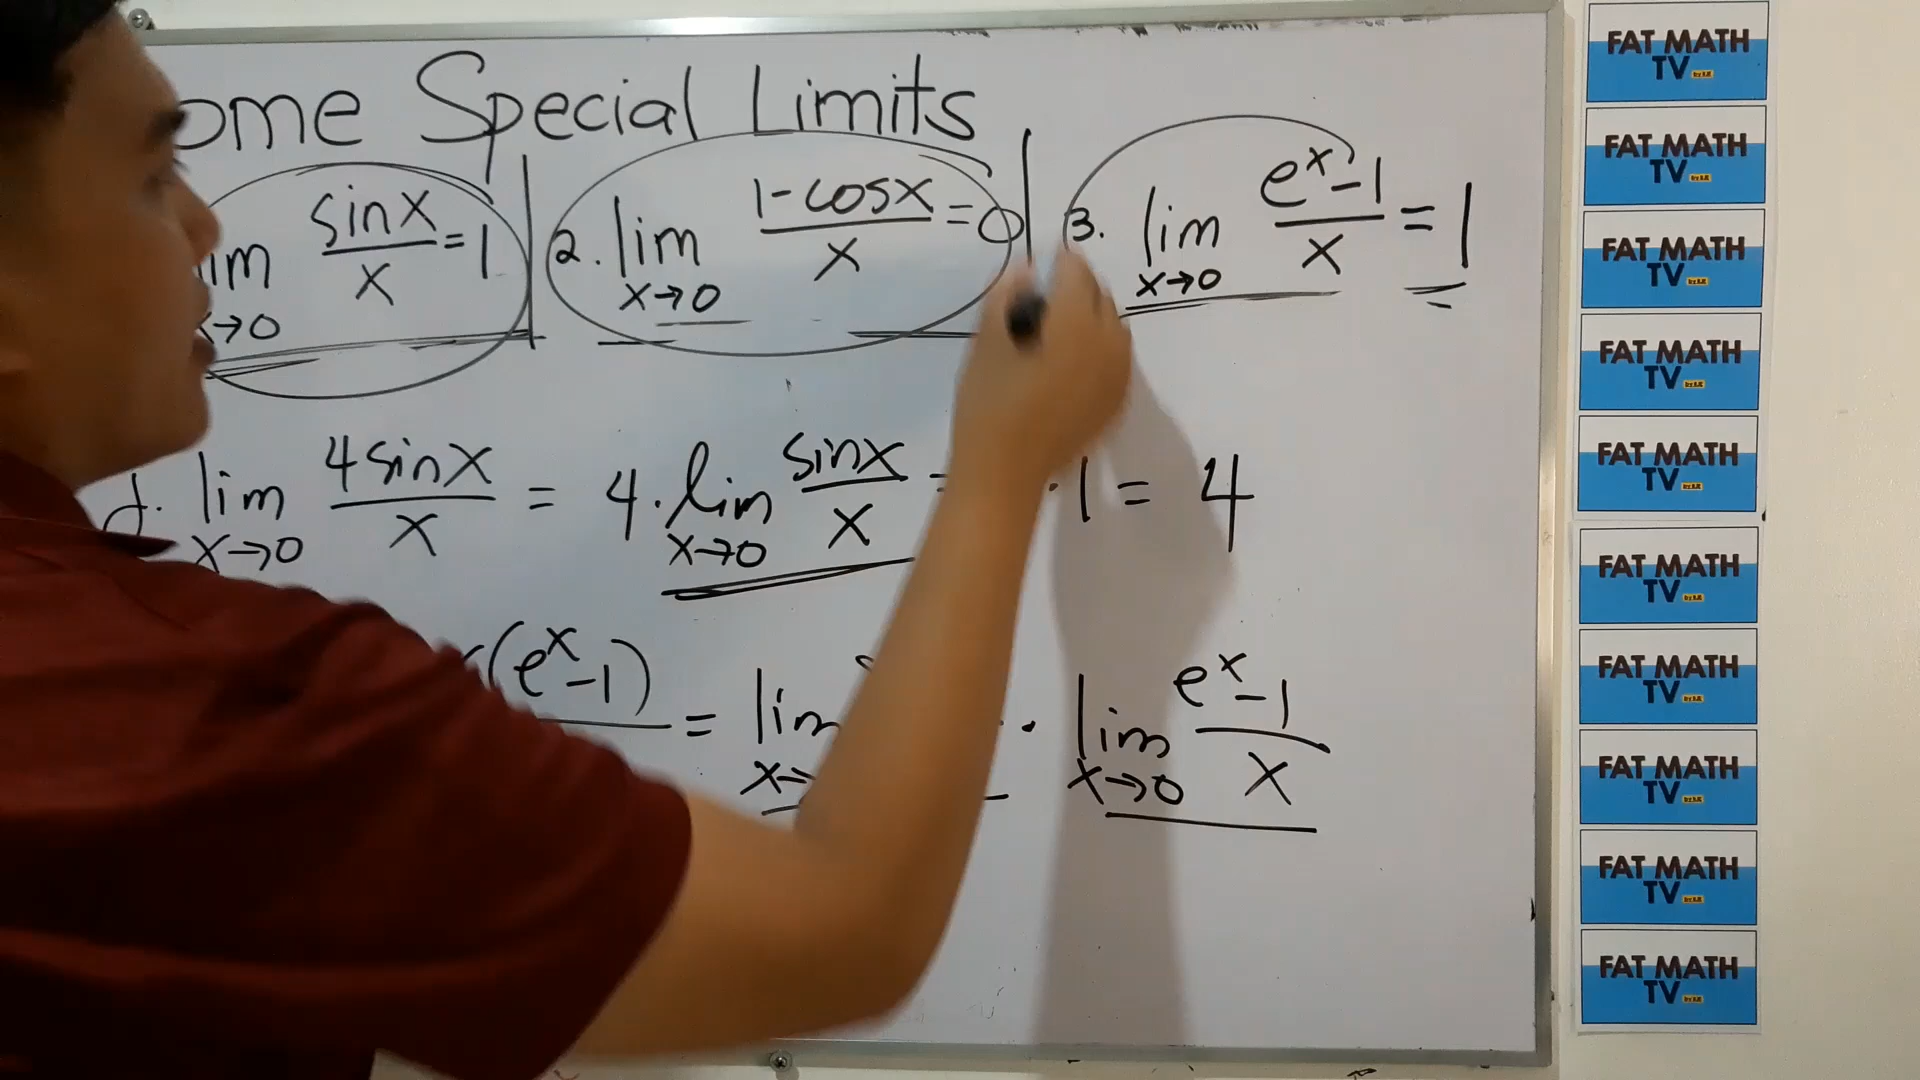 ome Special Limits
lim x→0 sinx/x = 1
2. lim x→0 1-cosx/x = 0
3. lim x→0 e^x-1/x = 1
d. lim x→0 4sinx/x = 4·lim x→0 sinx/x = ·1 = 4
(e^x-1) = lim x→ · lim x→0 e^x-1/x
FAT MATH
TV
FAT MATH
TV
FAT MATH
TV
FAT MATH
TV
FAT MATH
TV
FAT MATH
TV
FAT MATH
TV
FAT MATH
TV
FAT MATH
TV
FAT MATH
TV